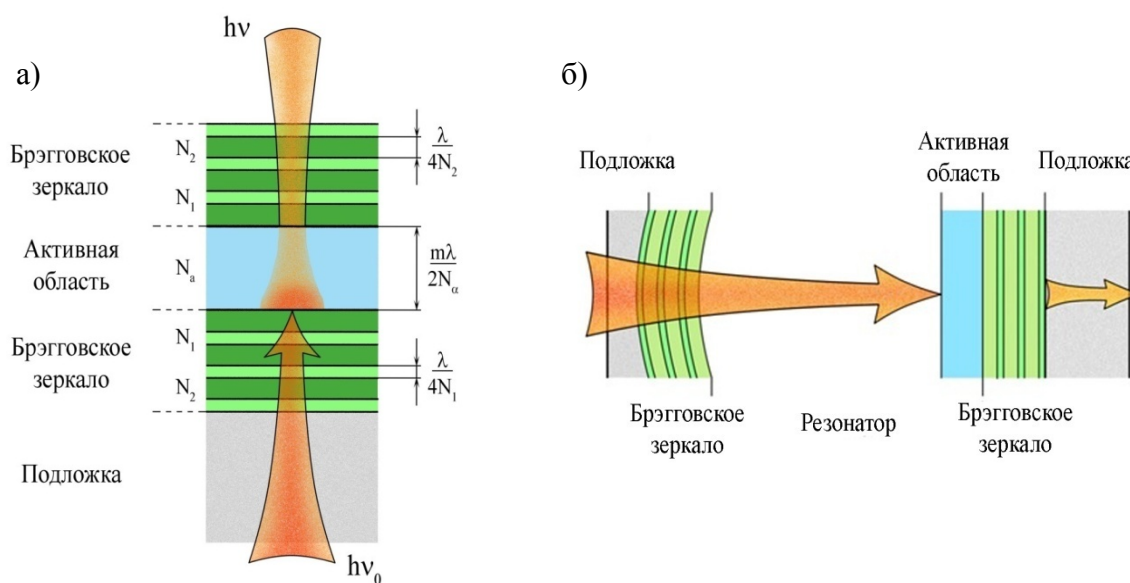 а)
hν
Брэгговское
зеркало
N₂
N₁
λ
4N₂
Активная
область
Nₐ
mλ
2Nα
Брэгговское
зеркало
N₁
N₂
λ
4N₁
Подложка
hν₀
б)
Подложка
Активная
область
Подложка
Брэгговское
зеркало
Резонатор
Брэгговское
зеркало